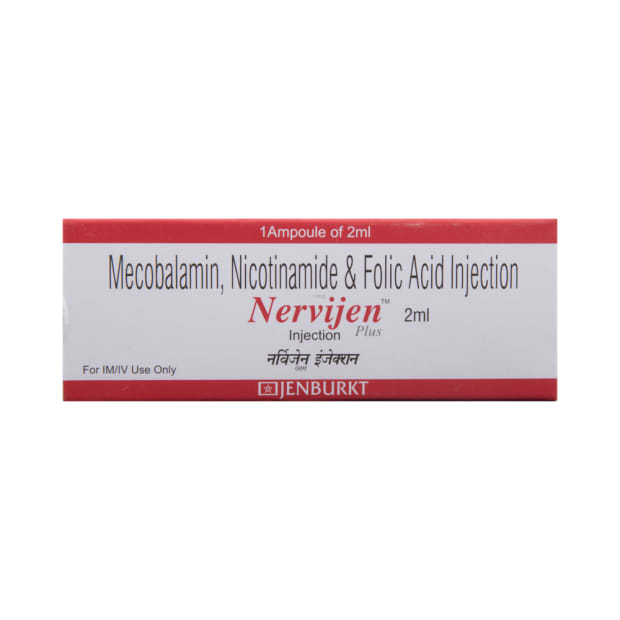 1Ampoule of 2ml
Mecobalamin, Nicotinamide & Folic Acid Injection
Nervijen™ 2ml
Injection Plus
नर्विजेन इंजेक्शन
प्लस
For IM/IV Use Only
JENBURKT